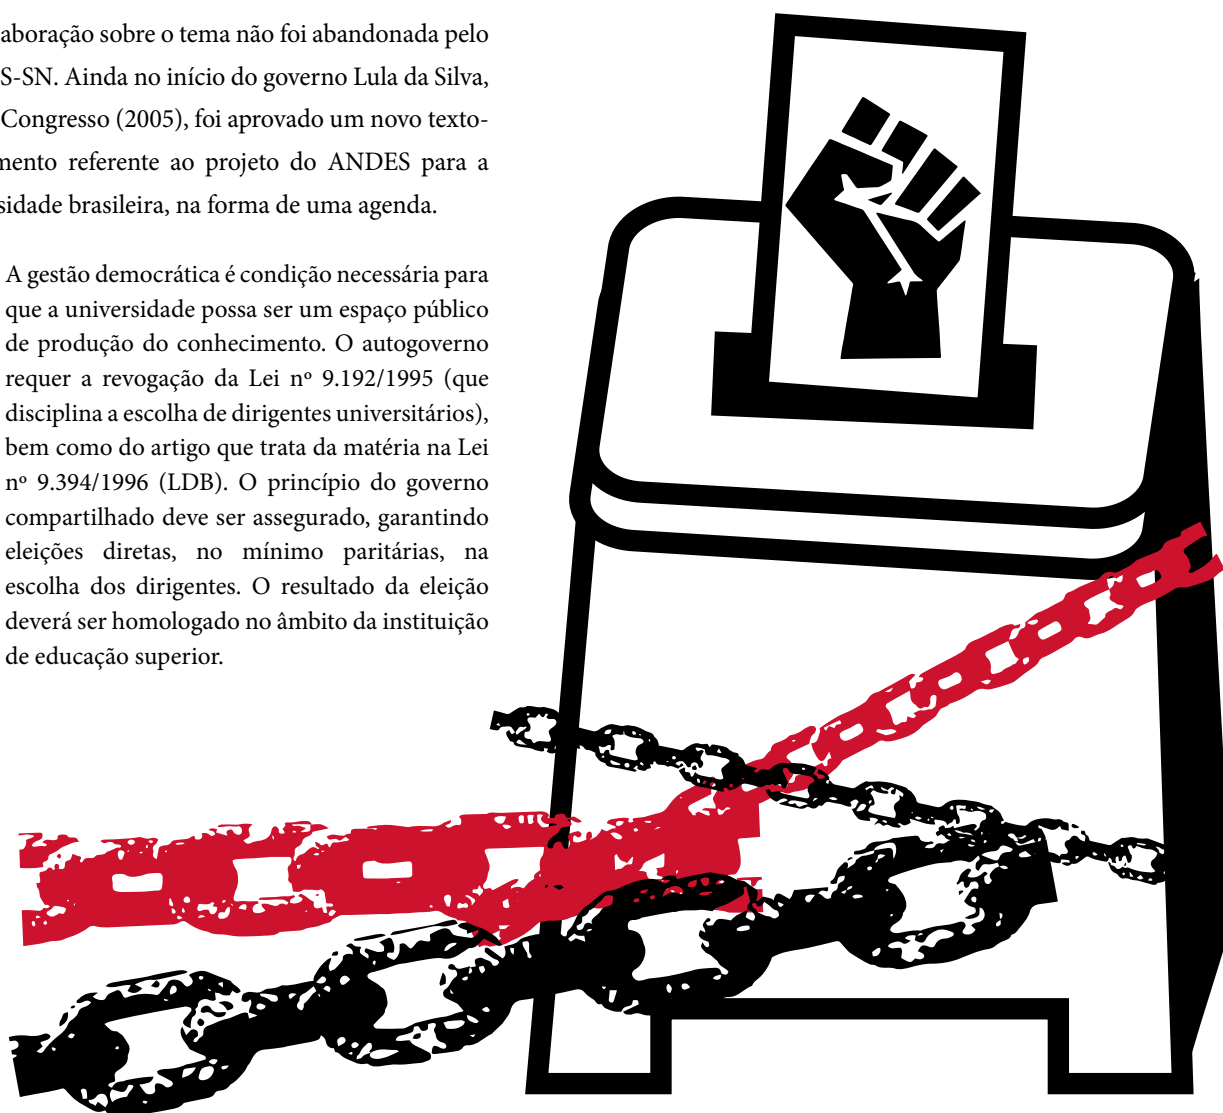 aboração sobre o tema não foi abandonada pelo
S-SN. Ainda no início do governo Lula da Silva,
Congresso (2005), foi aprovado um novo texto-
mento referente ao projeto do ANDES para a
sidade brasileira, na forma de uma agenda.
A gestão democrática é condição necessária para
que a universidade possa ser um espaço público
de produção do conhecimento. O autogoverno
requer a revogação da Lei nº 9.192/1995 (que
disciplina a escolha de dirigentes universitários),
bem como do artigo que trata da matéria na Lei
nº 9.394/1996 (LDB). O princípio do governo
compartilhado deve ser assegurado, garantindo
eleições diretas, no mínimo paritárias, na
escolha dos dirigentes. O resultado da eleição
deverá ser homologado no âmbito da instituição
de educação superior.